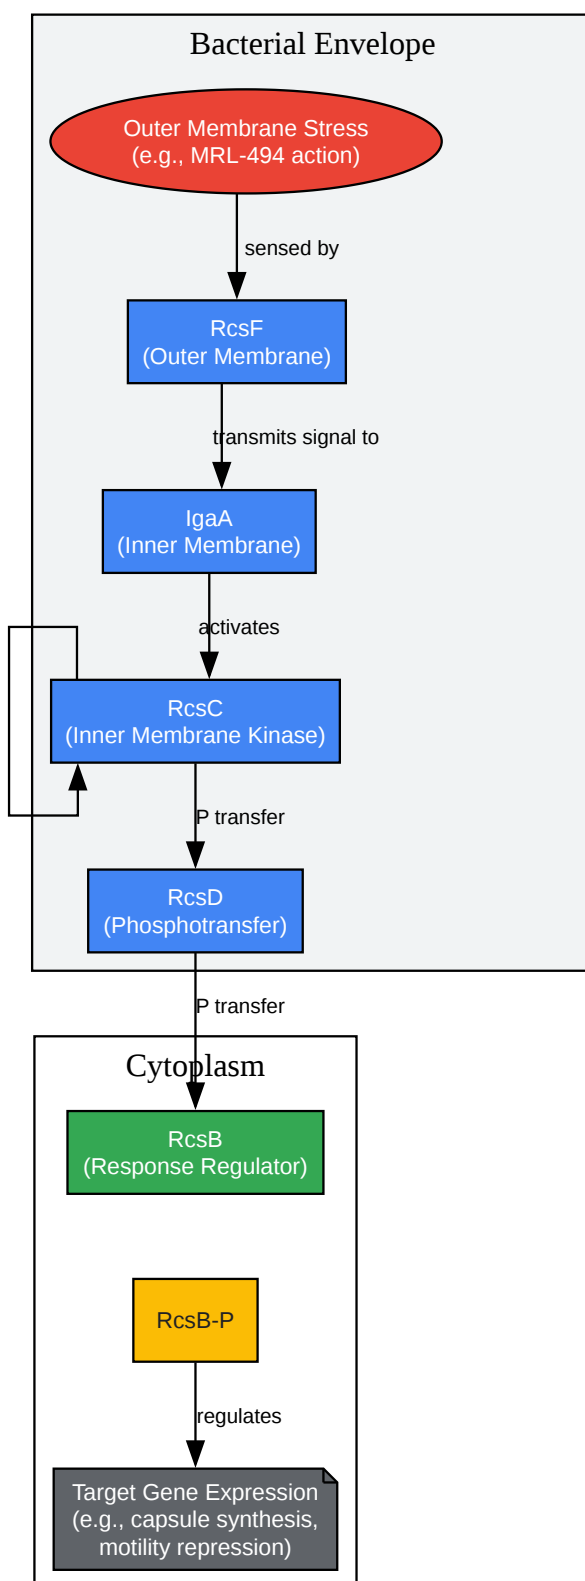 Bacterial Envelope
Outer Membrane Stress
(e.g., MRL-494 action)
sensed by
RcsF
(Outer Membrane)
transmits signal to
IgaA
(Inner Membrane)
activates
RcsC
(Inner Membrane Kinase)
P transfer
RcsD
(Phosphotransfer)
P transfer
Cytoplasm
RcsB
(Response Regulator)
RcsB-P
regulates
Target Gene Expression
(e.g., capsule synthesis,
motility repression)